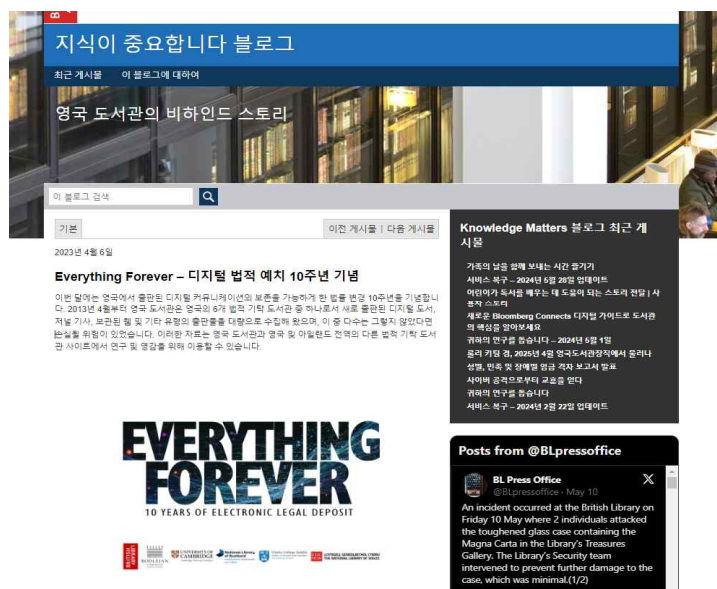 지식이 중요합니다 블로그
최근 게시물 이 블로그에 대하여
영국 도서관의 비하인드 스토리
이 블로그 검색
기본
이전 게시물 | 다음 게시물
2023년 4월 6일
Everything Forever – 디지털 법적 예치 10주년 기념
이번 달에는 영국에서 출판된 디지털 커뮤니케이션의 보존을 가능하게 한 법률 변경 10주년을 기념합니
다. 2013년 4월부터 영국 도서관은 영국의 6개 법적 기탁 도서관 중 하나로서 새로 출판된 디지털 도서,
저널 기사, 보관된 웹 및 기타 유형의 출판물을 대량으로 수집해 왔으며, 이 중 다수는 그렇지 않았다면
손실될 위험이 있었습니다. 이러한 자료는 영국 도서관과 영국 및 아일랜드 전역의 다른 법적 기탁 도서
관 사이트에서 연구 및 영감을 위해 이용할 수 있습니다.
EVERYTHING
FOREVER
10 YEARS OF ELECTRONIC LEGAL DEPOSIT
BRITISH LIBRARY
BODLEIAN
UNIVERSITY OF CAMBRIDGE
National Library of Scotland
THE NATIONAL LIBRARY OF WALES
Knowledge Matters 블로그 최근 게
시물
가족의 날을 함께 보내는 시간 즐기기
서비스 복구 – 2024년 5월 28일 업데이트
어린이가 독서를 배우는 데 도움이 되는 스토리 전달 | 사
용자 스토리
새로운 Bloomberg Connects 디지털 가이드로 도서관
의 핵심을 알아보세요
귀하의 연구를 돕습니다 – 2024년 5월 1일
롤리 키팅 경, 2025년 4월 영국도서관장직에서 물러나
성별, 민족 및 장애별 임금 격차 보고서 발표
사이버 공격으로부터 교훈을 얻다
귀하의 연구를 돕습니다
서비스 복구 – 2024년 2월 22일 업데이트
Posts from @BLpressoffice
BL Press Office
@BLpressoffice · May 10
An incident occurred at the British Library on
Friday 10 May where 2 individuals attacked
the toughened glass case containing the
Magna Carta in the Library's Treasures
Gallery. The Library's Security team
intervened to prevent further damage to the
case, which was minimal.(1/2)